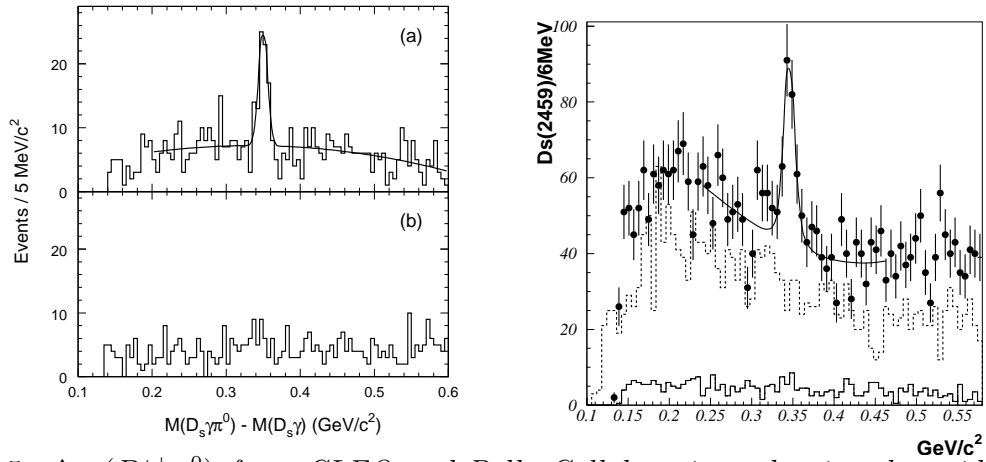 (a)
20
10
0
Events / 5 MeV/c²
(b)
20
10
0
0.1 0.2 0.3 0.4 0.5 0.6
M(DₛγπΟ⁰) - M(Dₛγ) (GeV/c²)
Ds(2459)/6MeV
100
80
60
40
20
0
0.1 0.15 0.2 0.25 0.3 0.35 0.4 0.45 0.5 0.55
GeV/c²